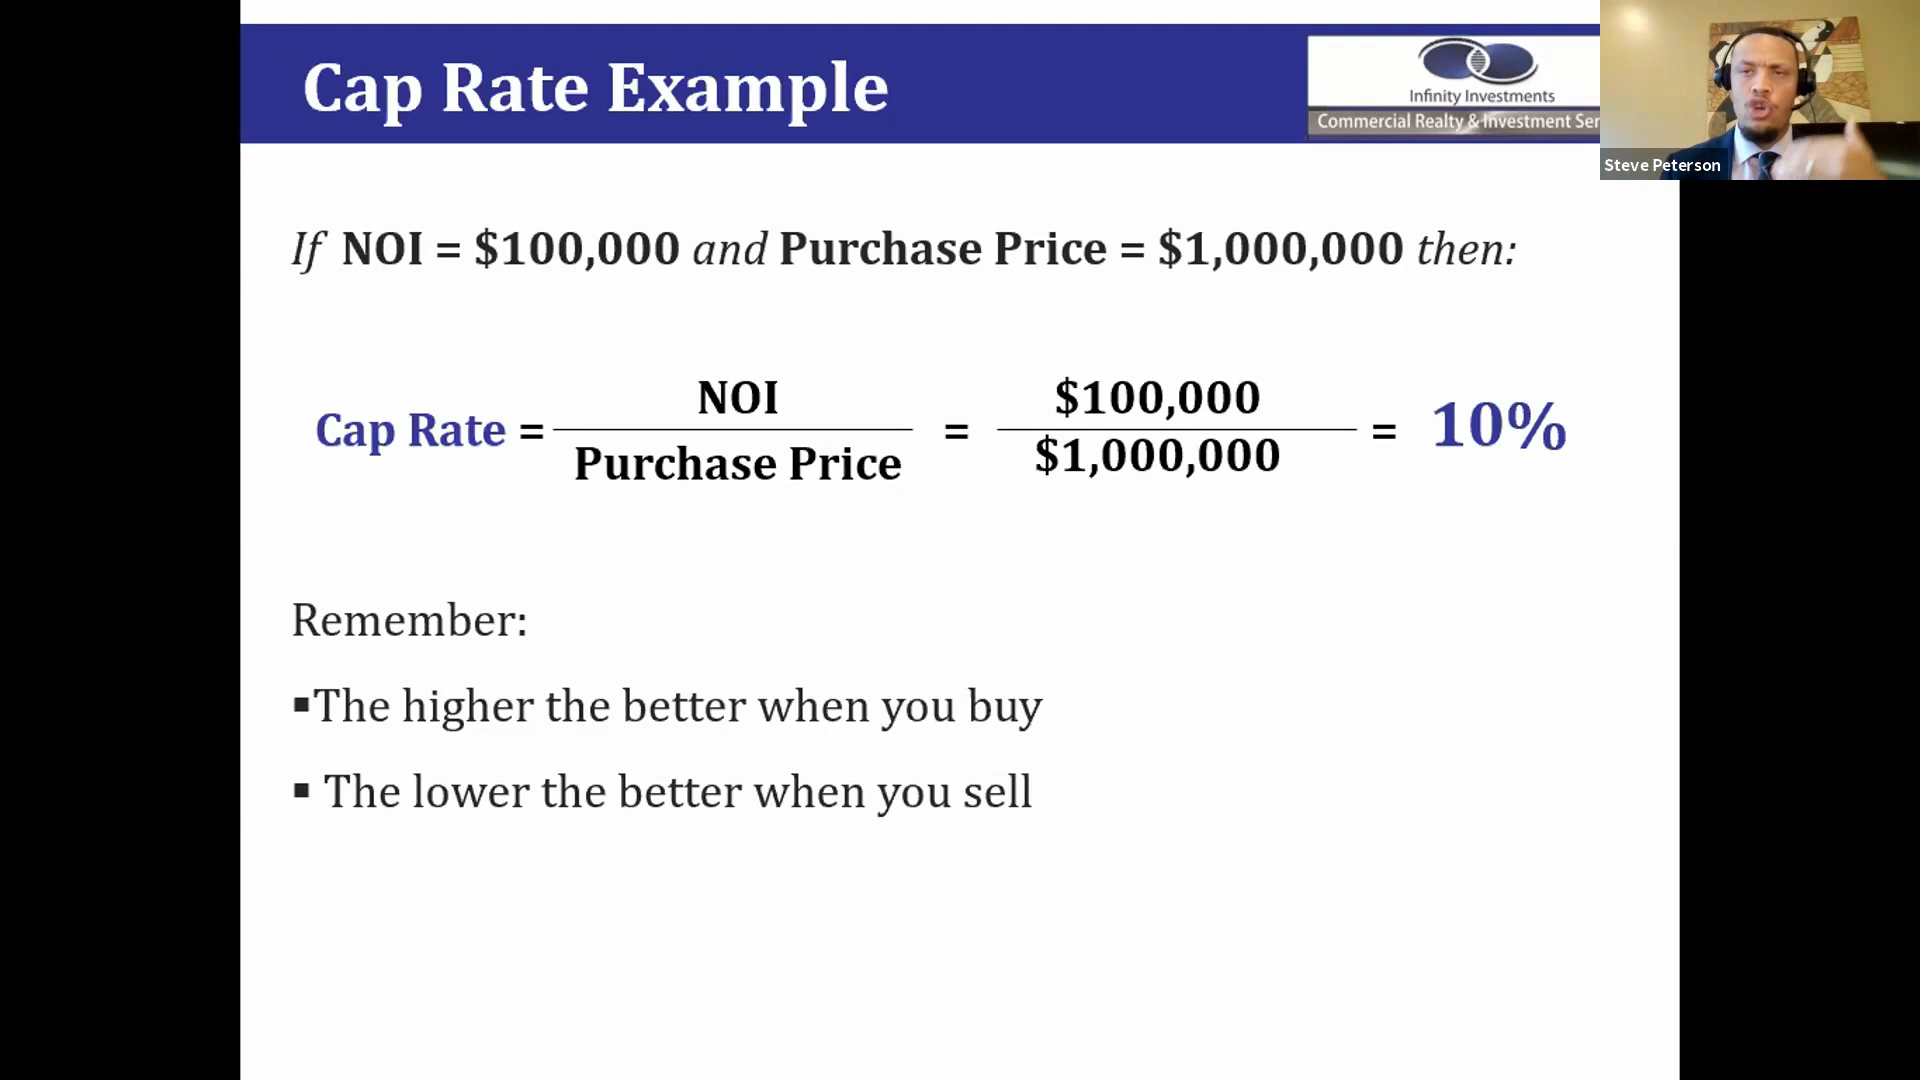 Cap Rate Example
Infinity Investments
Commercial Realty & Investment Ser
Steve Peterson
If NOI = $100,000 and Purchase Price = $1,000,000 then:
Cap Rate = NOI / Purchase Price = $100,000 / $1,000,000 = 10%
Remember:
▪The higher the better when you buy
▪ The lower the better when you sell